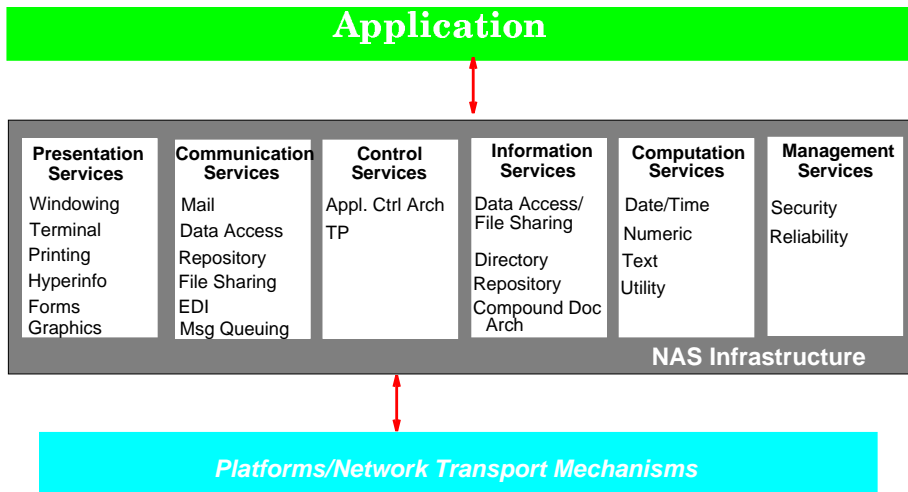 Application
Presentation
Services
Windowing
Terminal
Printing
Hyperinfo
Forms
Graphics
Communication
Services
Mail
Data Access
Repository
File Sharing
EDI
Msg Queuing
Control
Services
Appl. Ctrl Arch
TP
Information
Services
Data Access/
File Sharing
Directory
Repository
Compound Doc
Arch
Computation
Services
Date/Time
Numeric
Text
Utility
Management
Services
Security
Reliability
NAS Infrastructure
Platforms/Network Transport Mechanisms